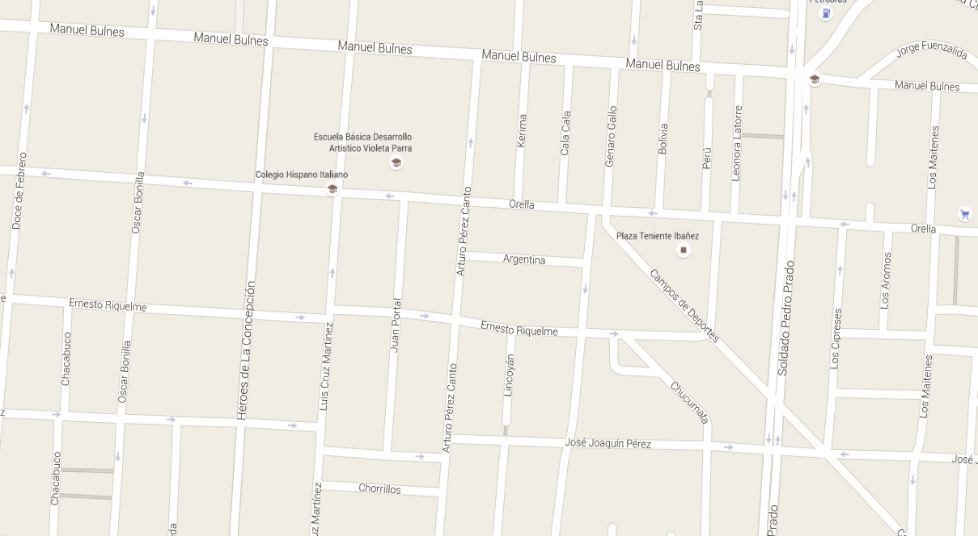 Petrobras
Sta La
Manuel Bulnes
Manuel Bulnes
Manuel Bulnes
Manuel Bulnes
Manuel Bulnes
Jorge Fuenzalida
Manuel Bulnes
Escuela Básica Desarrollo
Artístico Violeta Parra
Kerima
Cala Cala
Genaro Gallo
Bolivia
Perú
Leonora Latorre
Los Maitenes
Doce de Febrero
Oscar Bonilla
Colegio Hispano Italiano
Arturo Pérez Canto
Orella
Orella
Plaza Teniente Ibañez
Argentina
Campos de Deportes
Soldado Pedro Prado
Los Aromos
Los Cipreses
Ernesto Riquelme
Heroes de La Concepción
Juan Portal
Ernesto Riquelme
Chacabuco
Oscar Bonilla
Luis Cruz Martínez
Arturo Pérez Canto
Lincoyán
Chucumata
Los Maitenes
José Joaquín Pérez
José J
Chacabuco
Chorrillos
uz Martínez
Prado